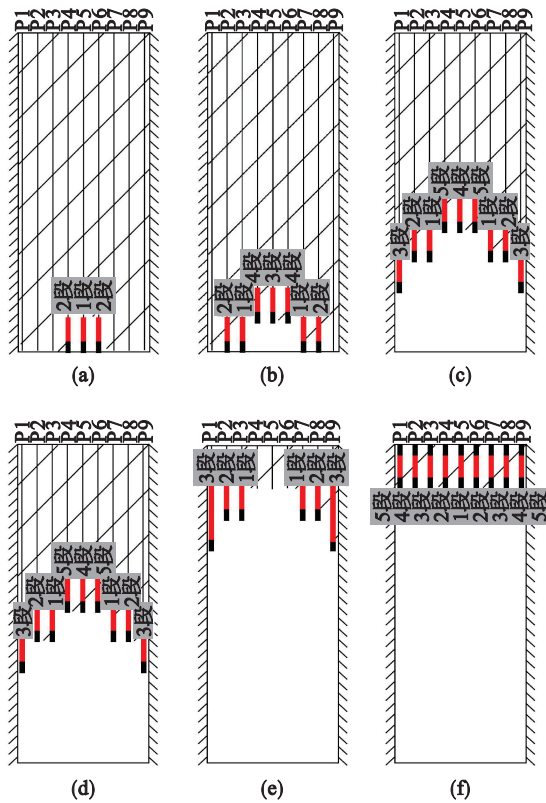 P1 P2 P3 P4 P5 P6 P7 P8 P9
2段 1段 2段
(a)
P1 P2 P3 P4 P5 P6 P7 P8 P9
2段 1段 4段 3段 4段 1段 2段
(b)
P1 P2 P3 P4 P5 P6 P7 P8 P9
3段 2段 1段 5段 4段 5段 1段 2段 3段
(c)
P1 P2 P3 P4 P5 P6 P7 P8 P9
3段 2段 1段 5段 4段 5段 1段 2段 3段
(d)
P1 P2 P3 P4 P5 P6 P7 P8 P9
3段 2段 1段 1段 2段 3段
(e)
P1 P2 P3 P4 P5 P6 P7 P8 P9
5段 4段 3段 2段 1段 2段 3段 4段 5段
(f)